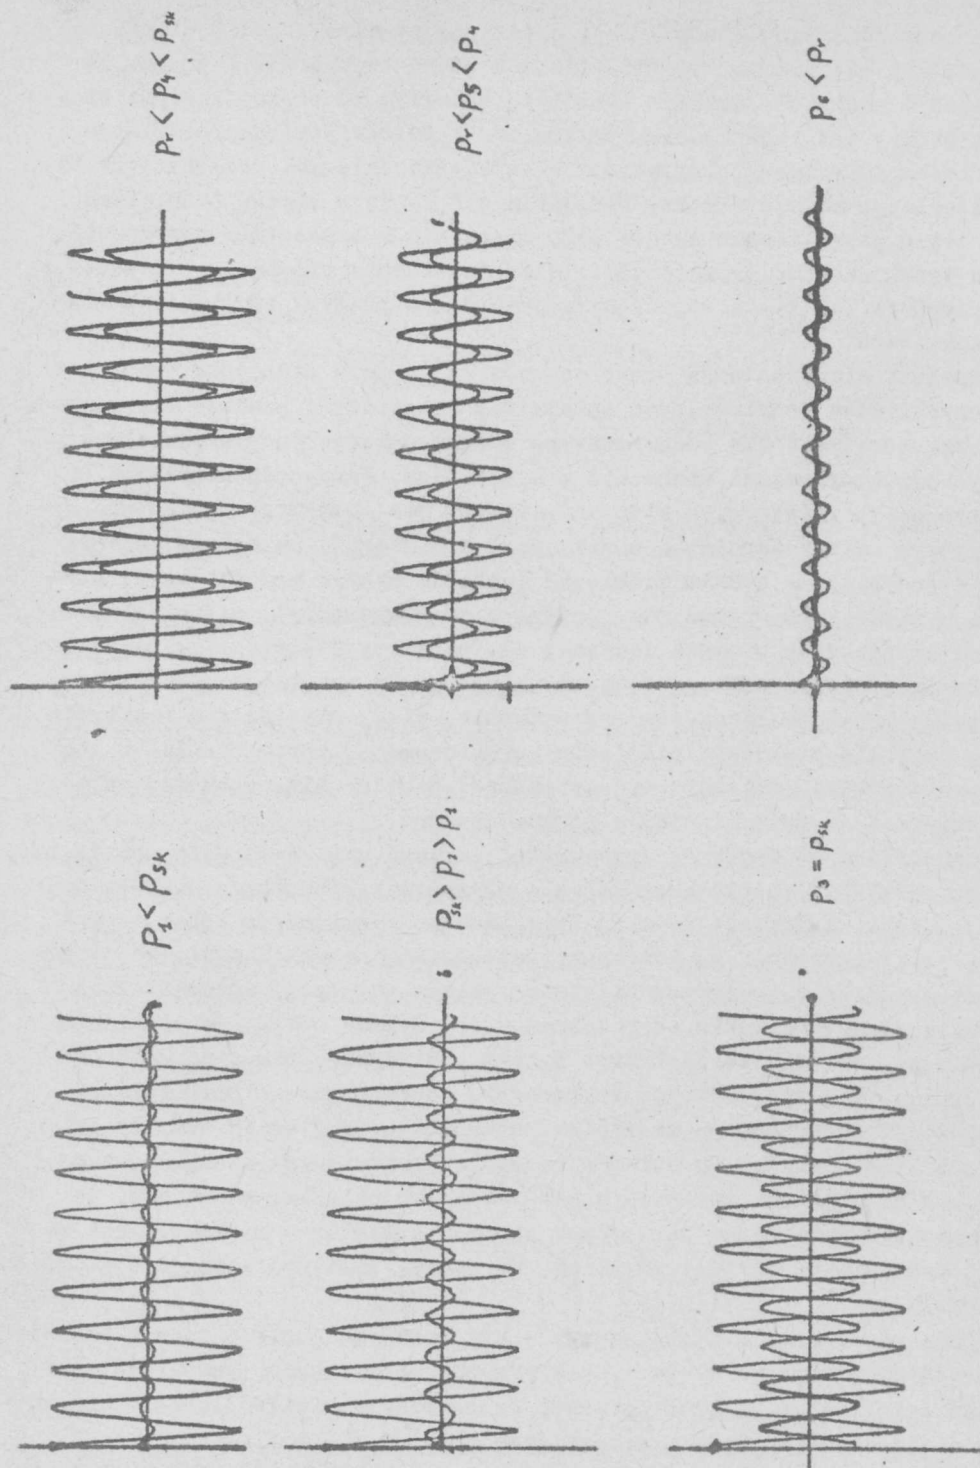 p₁ < p_sk
p_sk > p₂ > p₁
p₃ = p_sk
p_r < p₄ < p_sk
p_r < p₅ < p₄
p₆ < p_r